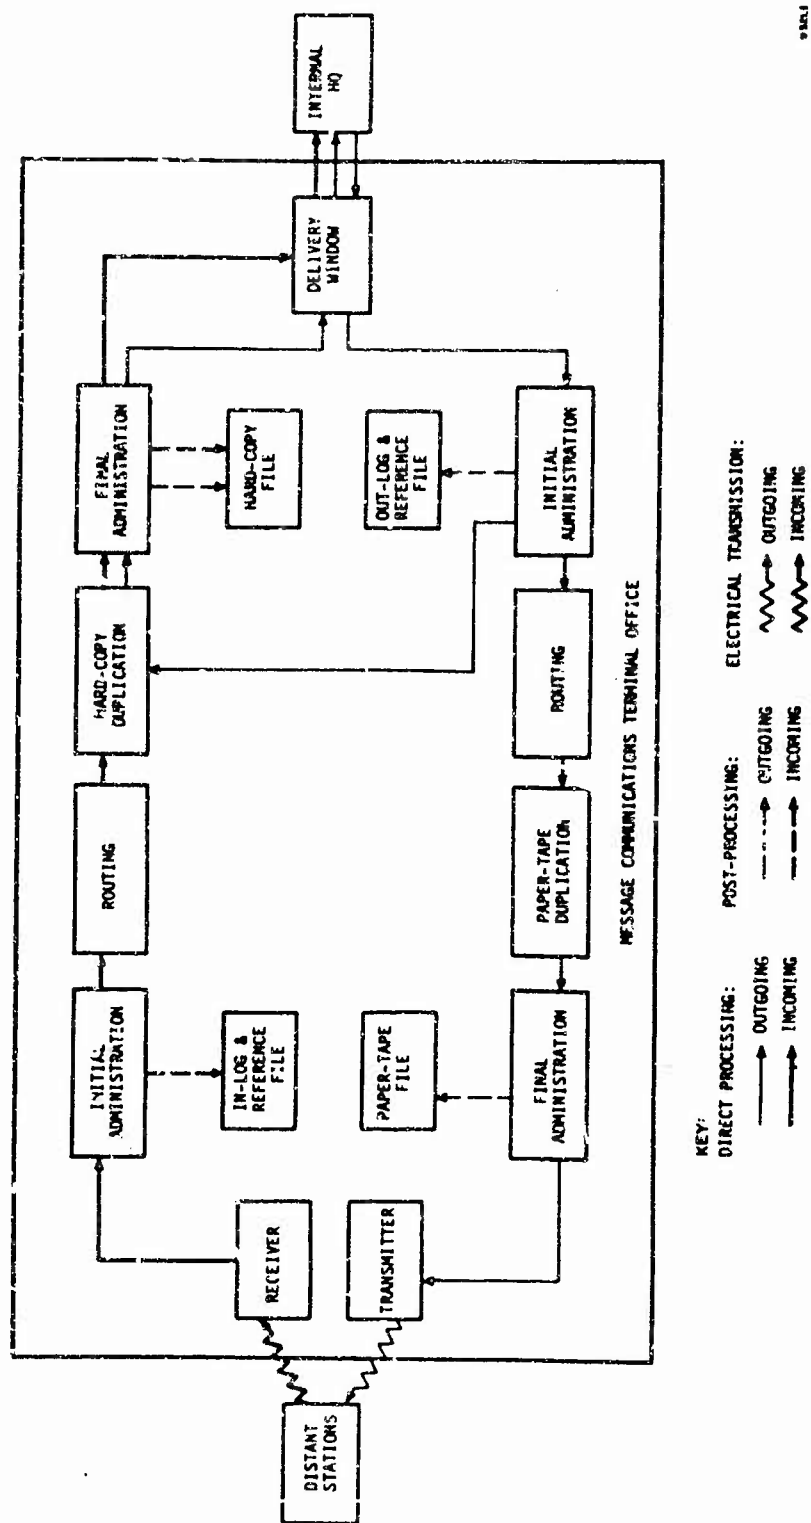 INTERNAL
HQ
DELIVERY
WINDOW
FINAL
ADMINISTRATION
HARD-COPY
FILE
OUT-LOG &
REFERENCE
FILE
INITIAL
ADMINISTRATION
HARD-COPY
DUPLICATION
ROUTING
ROUTING
PAPER-TAPE
DUPLICATION
INITIAL
ADMINISTRATION
IN-LOG &
REFERENCE
FILE
PAPER-TAPE
FILE
FINAL
ADMINISTRATION
RECEIVER
TRANSMITTER
DISTANT
STATIONS
MESSAGE COMMUNICATIONS TERMINAL OFFICE
KEY:
DIRECT PROCESSING:
OUTGOING
INCOMING
POST-PROCESSING:
OUTGOING
INCOMING
ELECTRICAL TRANSMISSION:
OUTGOING
INCOMING